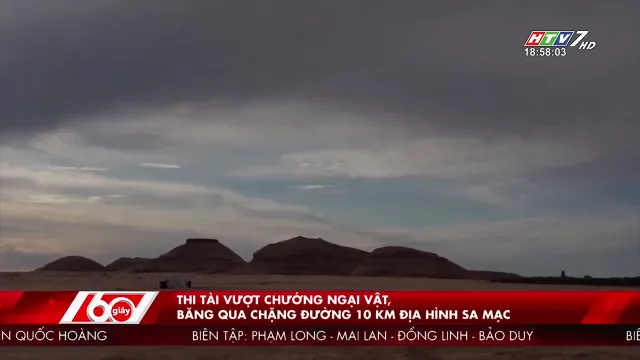 HTV7 HD
18:58:03
60 giây
THI TÀI VƯỢT CHƯỚNG NGẠI VẬT,
BĂNG QUA CHẶNG ĐƯỜNG 10 KM ĐỊA HÌNH SA MẠC
N QUỐC HOÀNG BIÊN TẬP: PHẠM LONG - MAI LAN - ĐỒNG LINH - BẢO DUY BIÊ